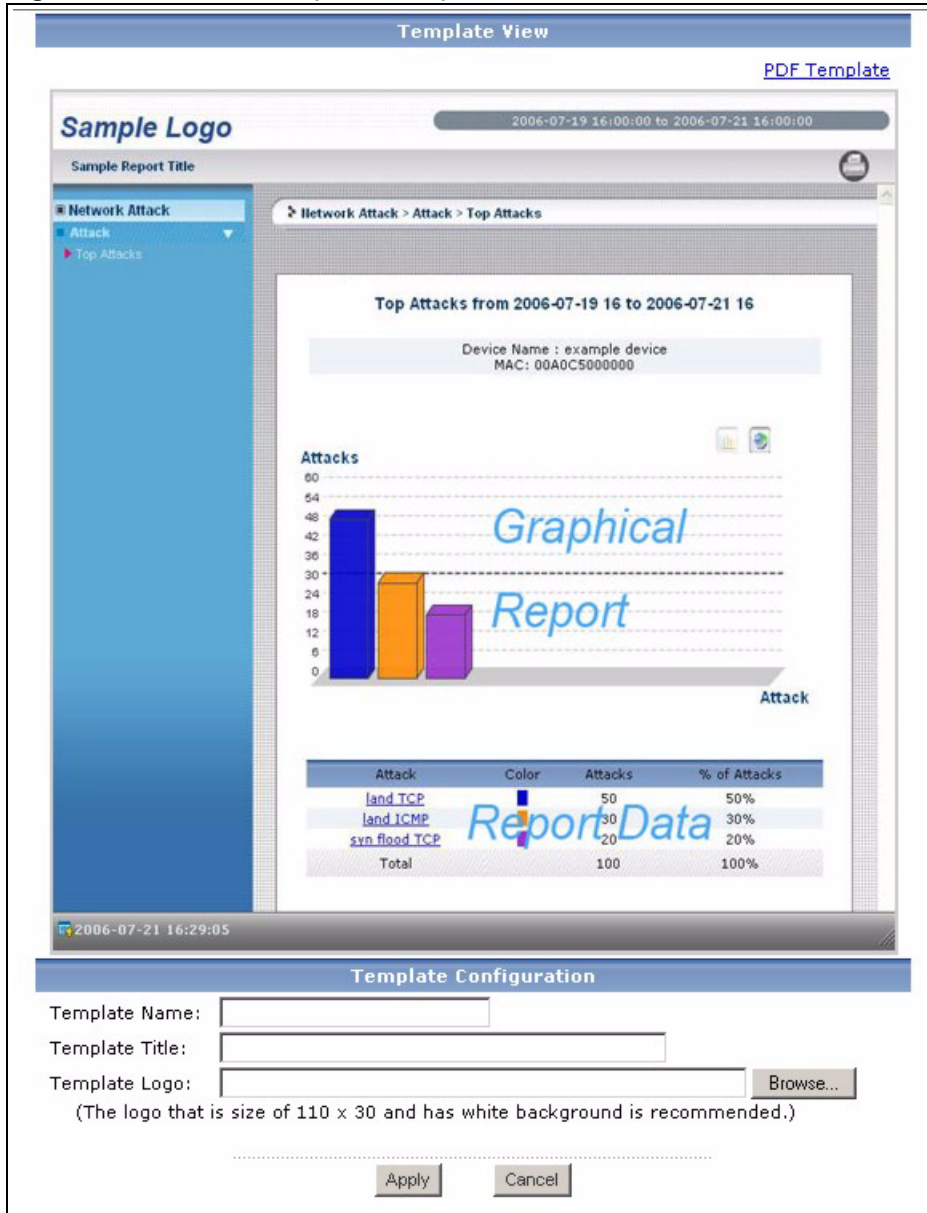 Template View
PDF Template
Sample Logo
2006-07-19 16:00:00 to 2006-07-21 16:00:00
Sample Report Title
Network Attack
Attack
Top Attacks
Network Attack > Attack > Top Attacks
Top Attacks from 2006-07-19 16 to 2006-07-21 16
Device Name : example device
MAC: 00A0C5000000
Attacks
60
54
48
42
36
30
24
18
12
6
0
Graphical
Report
Attack
Attack Color Attacks % of Attacks
land TCP 50 50%
land ICMP 30 30%
syn flood TCP 20 20%
Report Data
Total 100 100%
2006-07-21 16:29:05
Template Configuration
Template Name:
Template Title:
Template Logo: Browse...
(The logo that is size of 110 x 30 and has white background is recommended.)
Apply Cancel